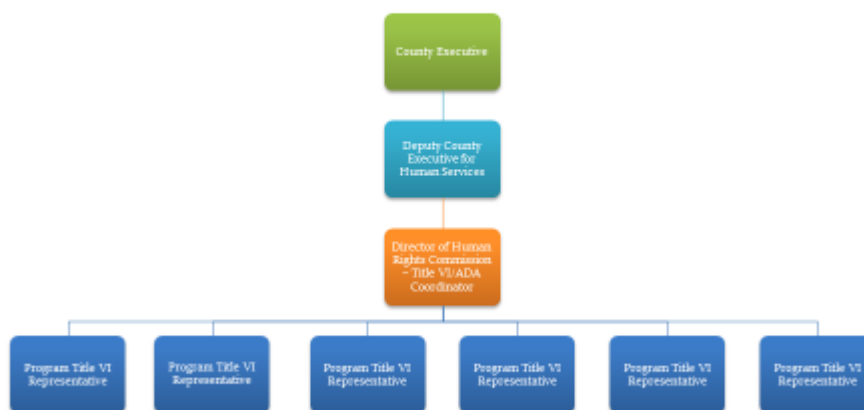 County Executive
Deputy County
Executive for
Human Services
Director of Human
Rights Commission
– Title VI/ADA
Coordinator
Program Title VI
Representative
Program Title VI
Representative
Program Title VI
Representative
Program Title VI
Representative
Program Title VI
Representative
Program Title VI
Representative